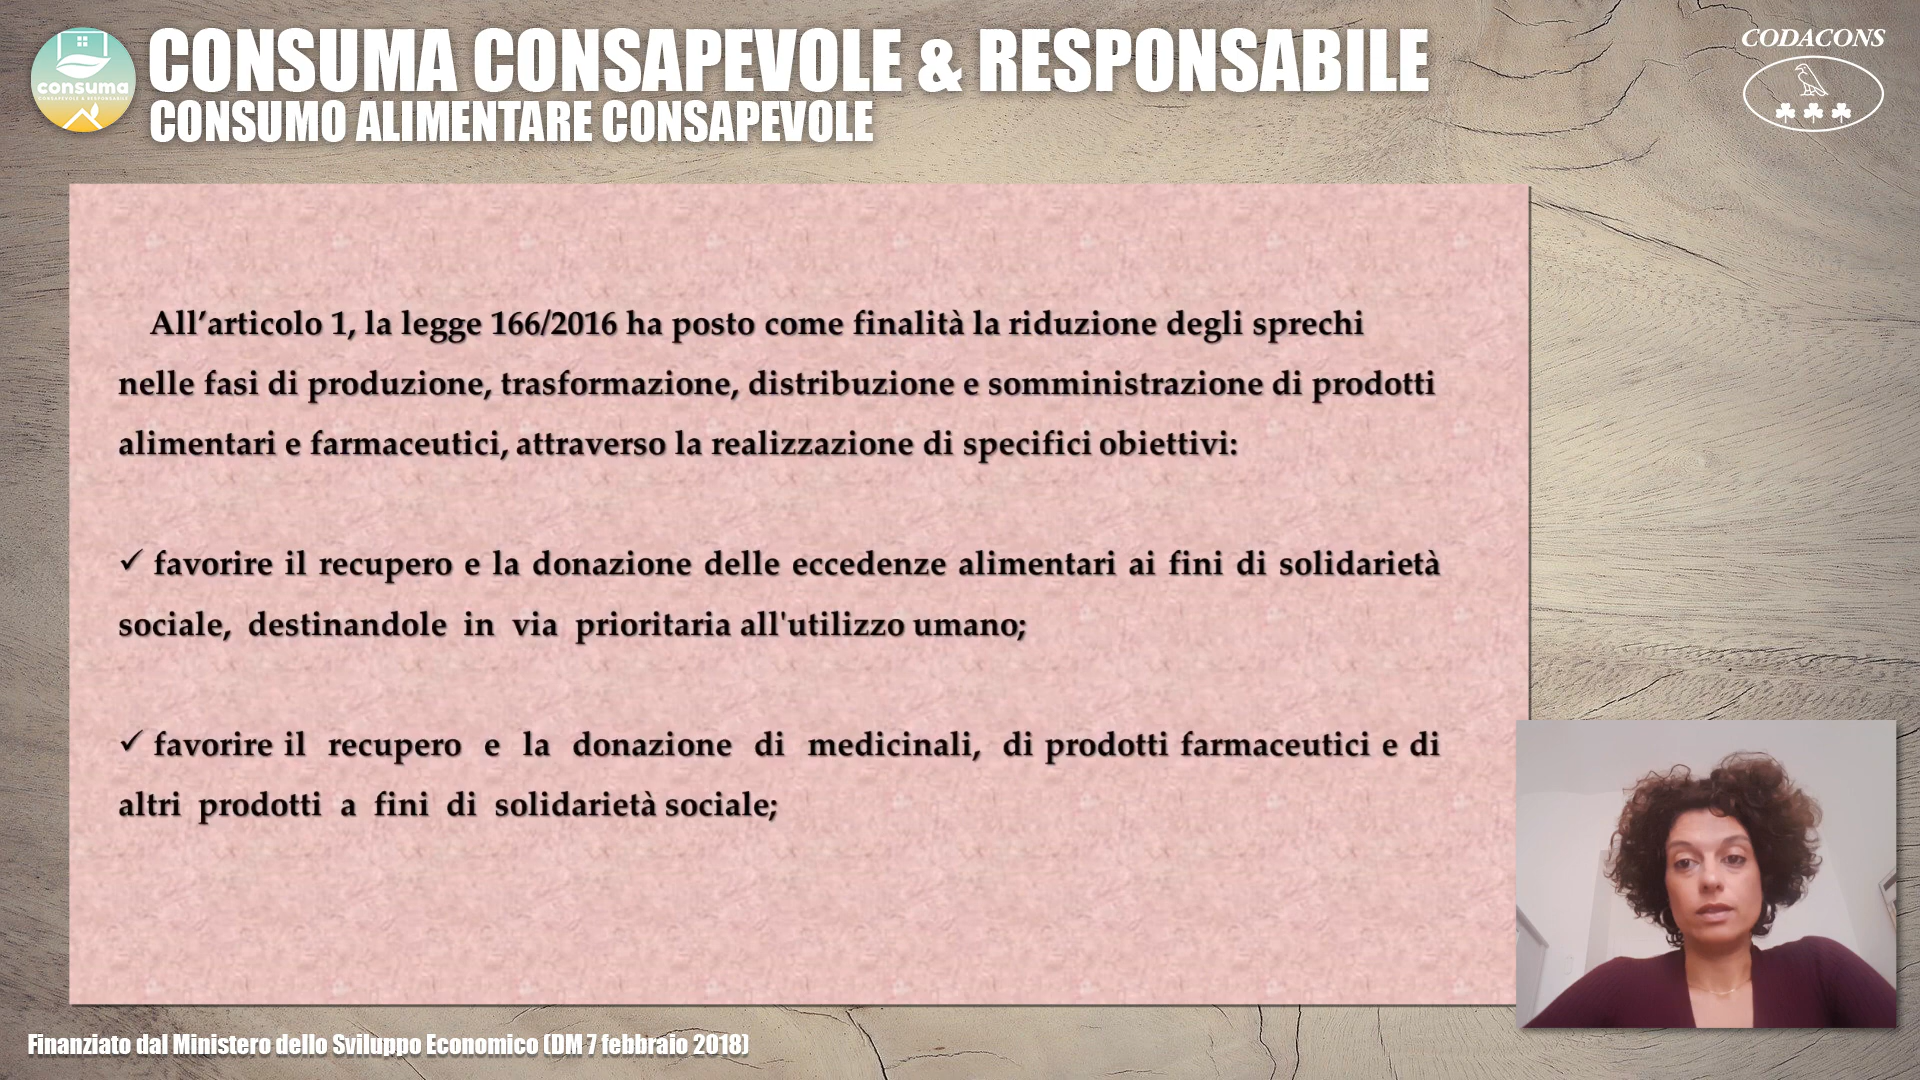 CONSUMA CONSAPEVOLE & RESPONSABILE
CONSUMO ALIMENTARE CONSAPEVOLE
consuma
CONSAPEVOLE & RESPONSABILE
CODACONS
All’articolo 1, la legge 166/2016 ha posto come finalità la riduzione degli sprechi
nelle fasi di produzione, trasformazione, distribuzione e somministrazione di prodotti
alimentari e farmaceutici, attraverso la realizzazione di specifici obiettivi:
✓ favorire il recupero e la donazione delle eccedenze alimentari ai fini di solidarietà
sociale, destinandole in via prioritaria all'utilizzo umano;
✓ favorire il recupero e la donazione di medicinali, di prodotti farmaceutici e di
altri prodotti a fini di solidarietà sociale;
Finanziato dal Ministero dello Sviluppo Economico (DM 7 febbraio 2018)